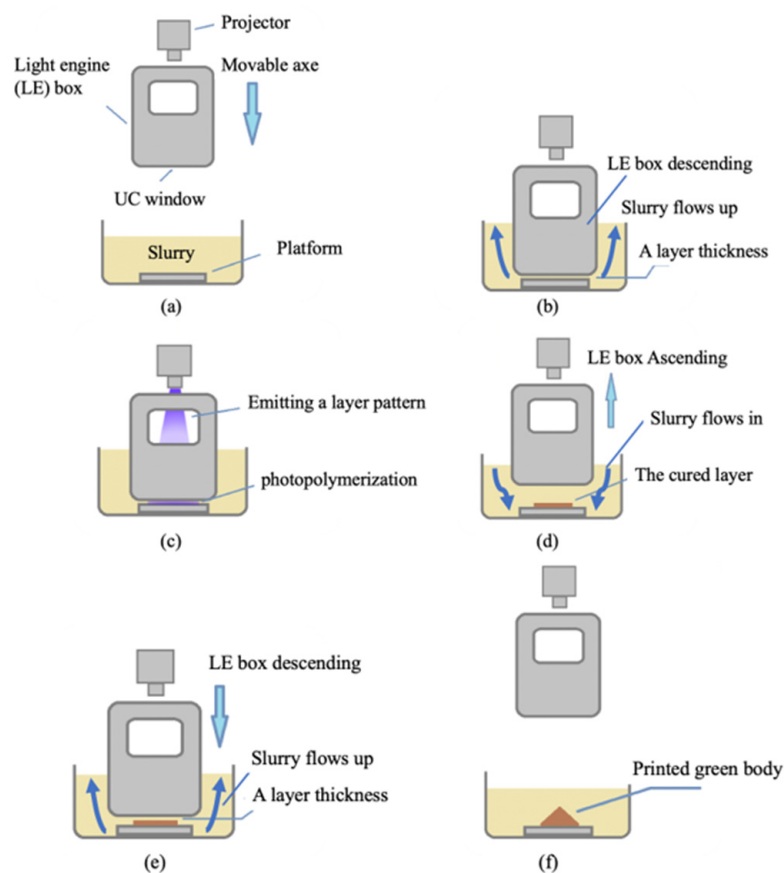 Projector
Light engine
(LE) box
Movable axe
UC window
Slurry
Platform
(a)
LE box descending
Slurry flows up
A layer thickness
(b)
Emitting a layer pattern
photopolymerization
(c)
LE box Ascending
Slurry flows in
The cured layer
(d)
LE box descending
Slurry flows up
A layer thickness
(e)
Printed green body
(f)